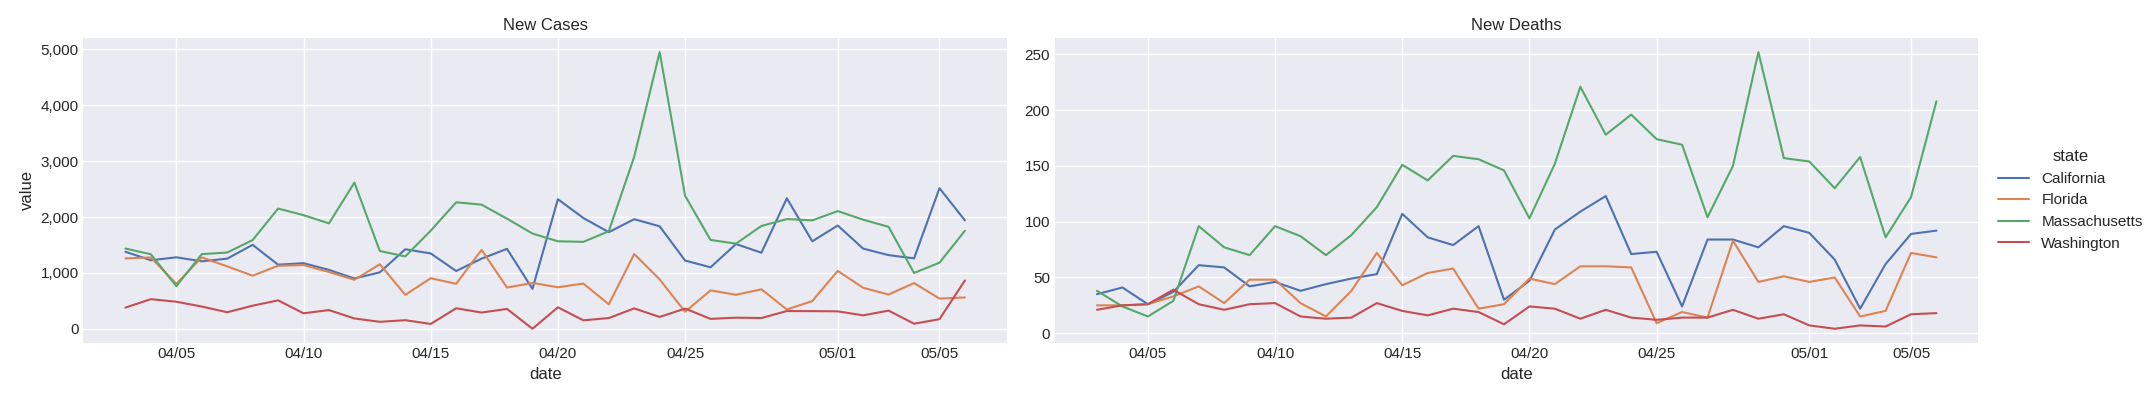 New Cases
5,000
4,000
3,000
2,000
1,000
0
value
04/05 04/10 04/15 04/20 04/25 05/01 05/05
date
New Deaths
250
200
150
100
50
0
04/05 04/10 04/15 04/20 04/25 05/01 05/05
date
state
California
Florida
Massachusetts
Washington